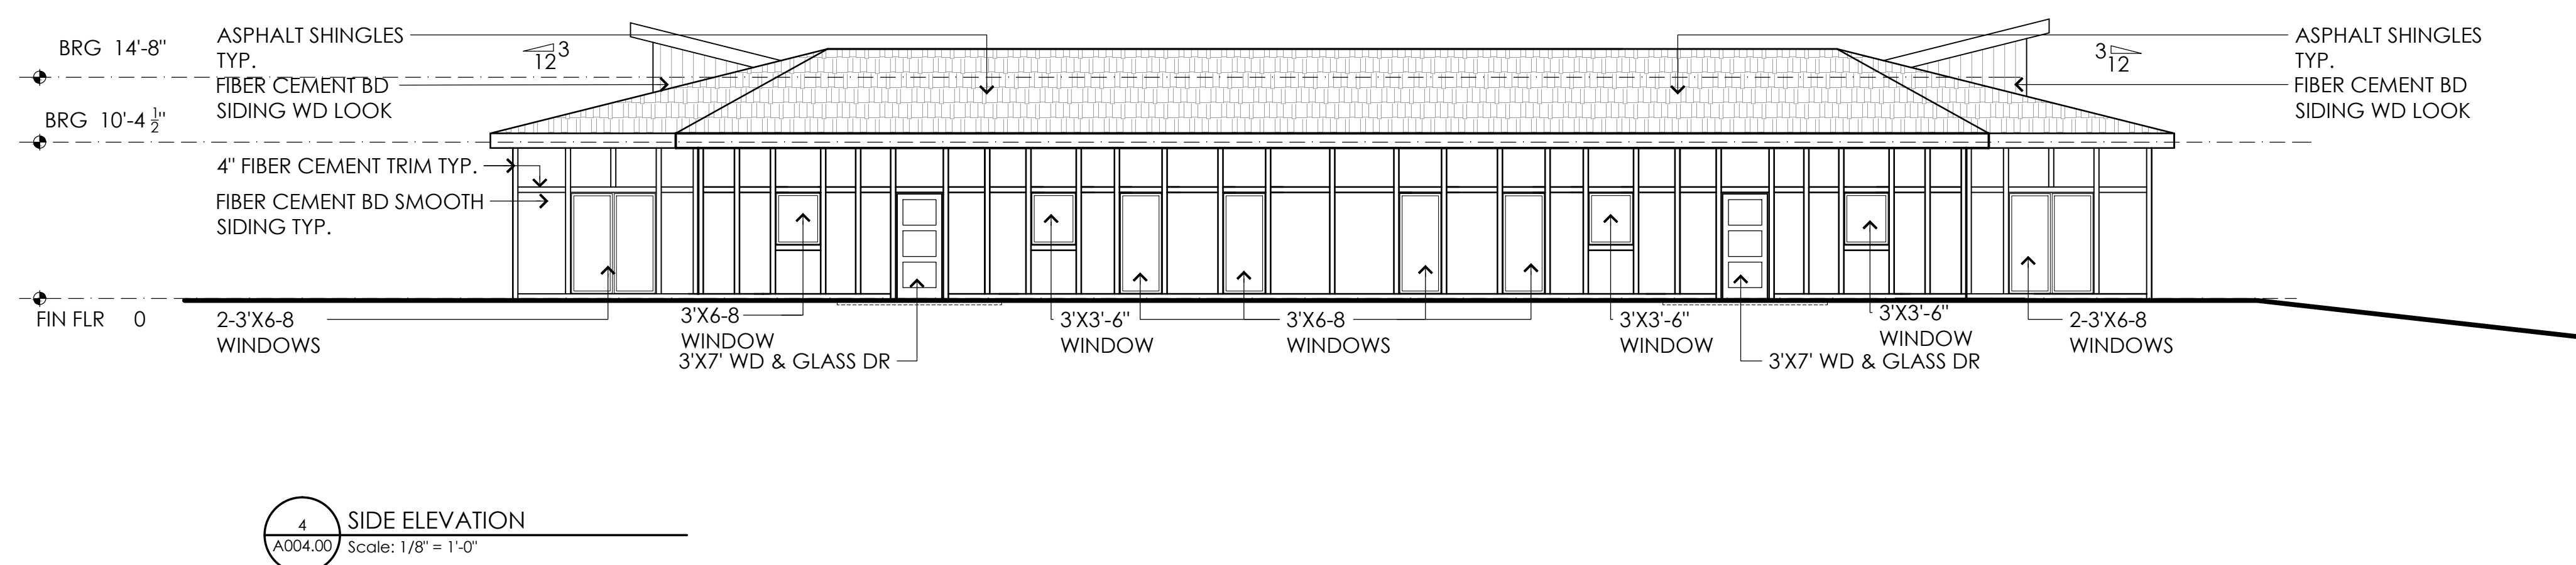 BRG 14'-8"
ASPHALT SHINGLES
TYP.
FIBER CEMENT BD
SIDING WD LOOK
3
12
3
12
ASPHALT SHINGLES
TYP.
FIBER CEMENT BD
SIDING WD LOOK
BRG 10'-4 1/2"
4" FIBER CEMENT TRIM TYP.
FIBER CEMENT BD SMOOTH
SIDING TYP.
FIN FLR 0
2-3'X6-8
WINDOWS
3'X6-8
WINDOW
3'X7' WD & GLASS DR
3'X3'-6"
WINDOW
3'X6-8
WINDOWS
3'X3'-6"
WINDOW
3'X3'-6"
WINDOW
3'X7' WD & GLASS DR
2-3'X6-8
WINDOWS
4
A004.00
SIDE ELEVATION
Scale: 1/8" = 1'-0"